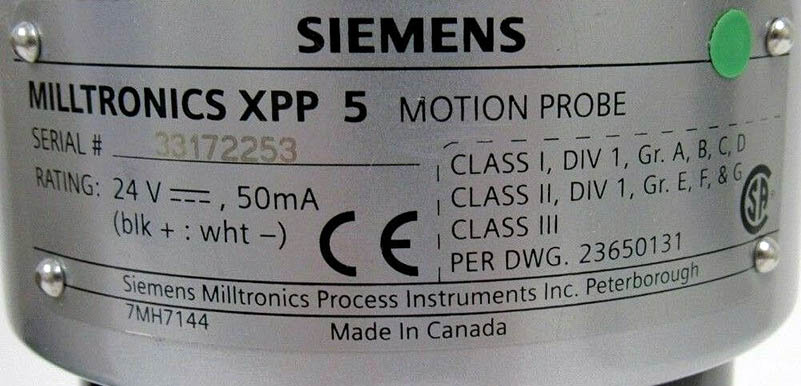 SIEMENS
MILLTRONICS XPP 5 MOTION PROBE
SERIAL # 33172253
RATING: 24 V ⎓, 50mA
(blk + : wht –)
CE
CLASS I, DIV 1, Gr. A, B, C, D
CLASS II, DIV 1, Gr. E, F, & G
CLASS III
PER DWG. 23650131
SA
Siemens Milltronics Process Instruments Inc. Peterborough
7MH7144
Made In Canada